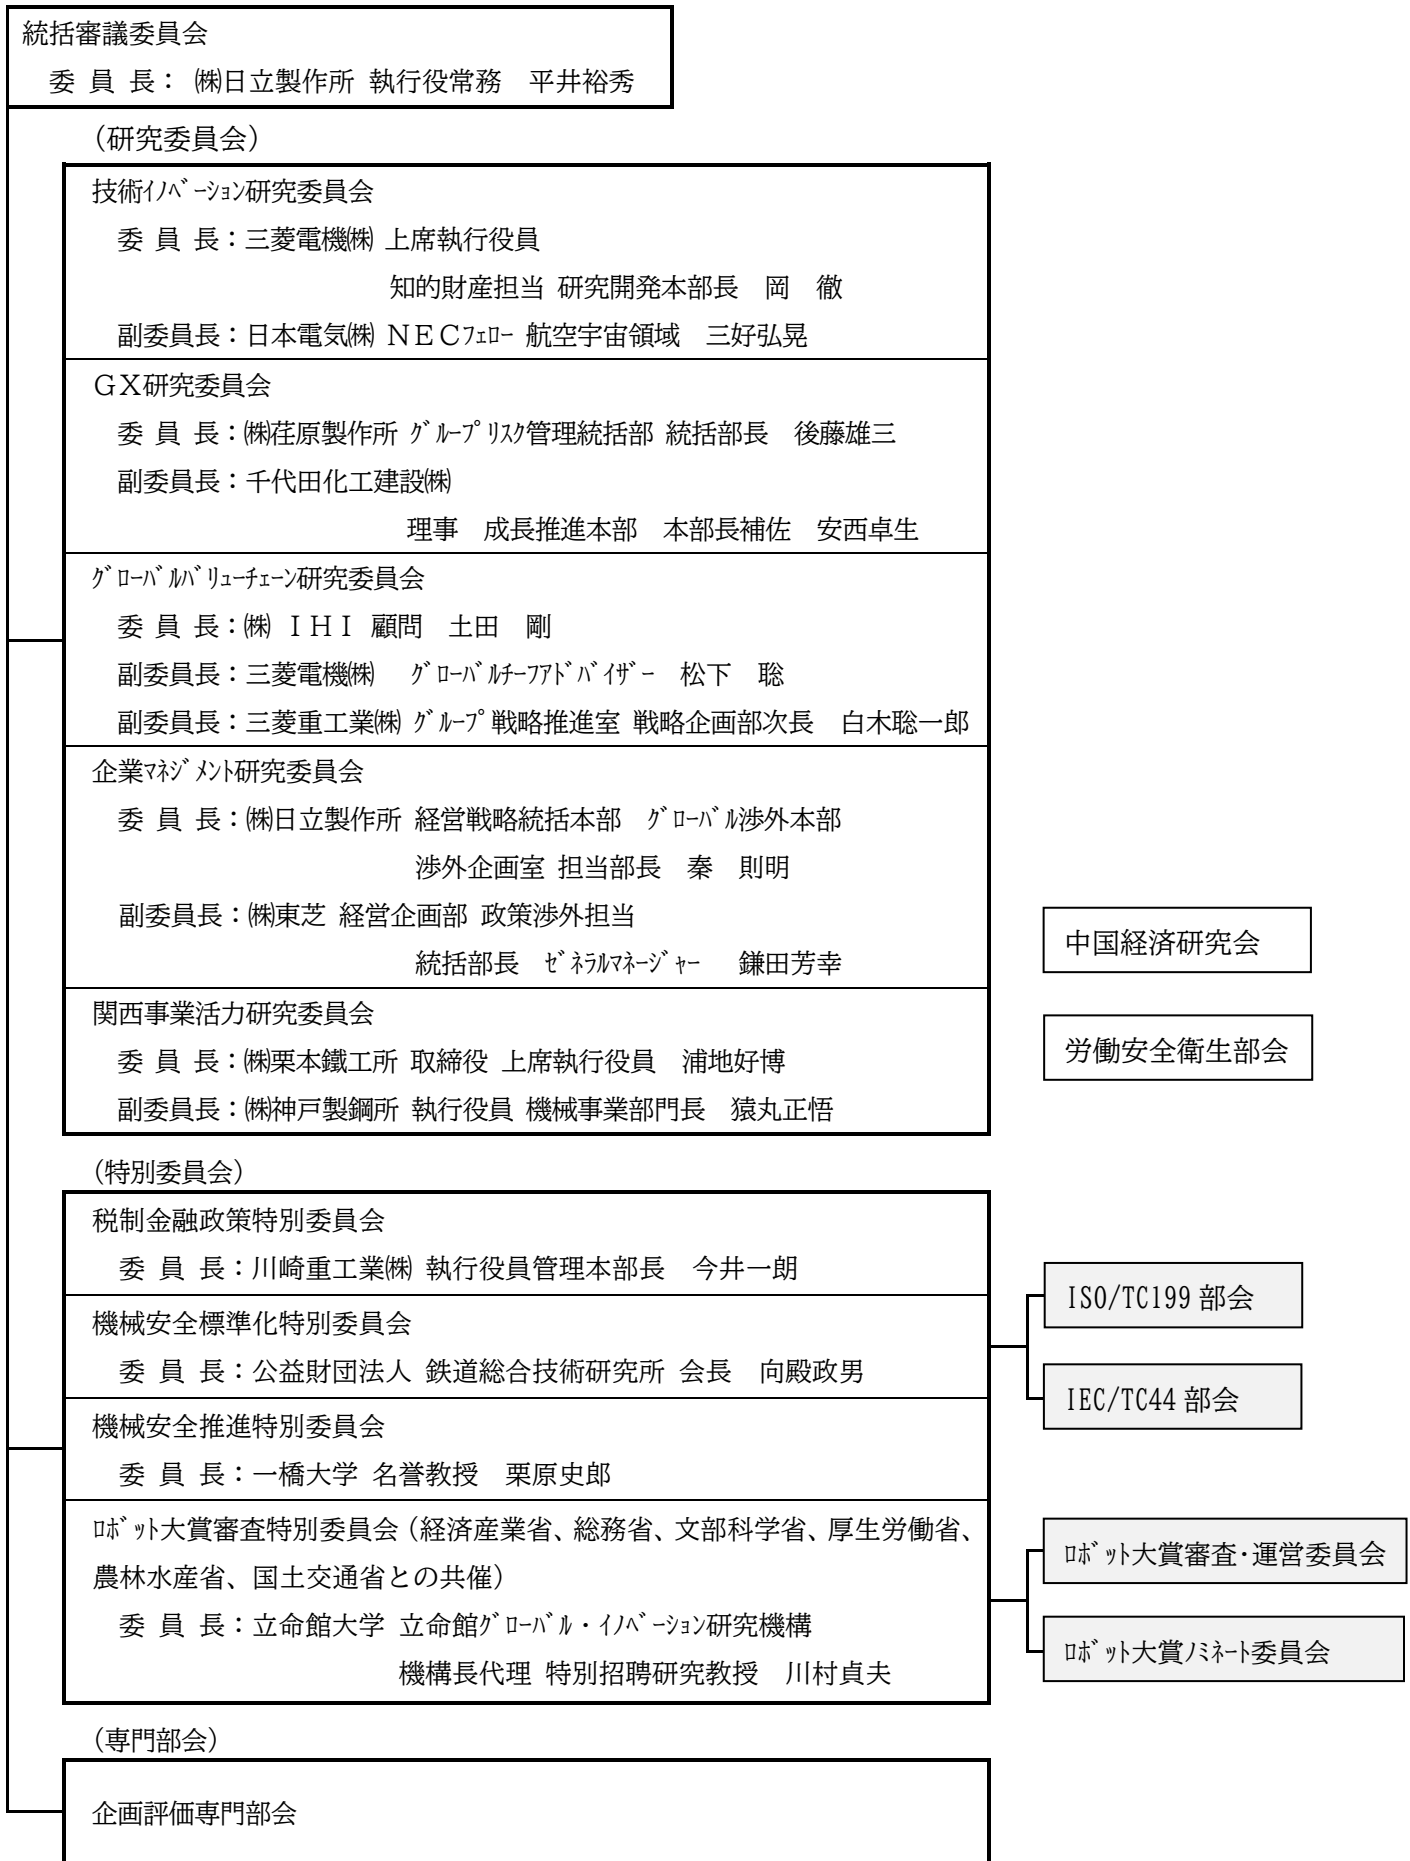 統括審議委員会
委 員 長： ㈱日立製作所 執行役常務　平井裕秀
（研究委員会）
技術ｲﾉﾍﾞｰｼｮﾝ研究委員会
委 員 長：三菱電機㈱ 上席執行役員
知的財産担当 研究開発本部長　岡　徹
副委員長：日本電気㈱ ＮＥＣﾌｪﾛｰ 航空宇宙領域　三好弘晃
ＧＸ研究委員会
委 員 長：㈱荏原製作所 ｸﾞﾙｰﾌﾟﾘｽｸ管理統括部 統括部長　後藤雄三
副委員長：千代田化工建設㈱
理事　成長推進本部　本部長補佐　安西卓生
ｸﾞﾛｰﾊﾞﾙﾊﾞﾘｭｰﾁｪｰﾝ研究委員会
委 員 長：㈱ ＩＨＩ 顧問　土田　剛
副委員長：三菱電機㈱　ｸﾞﾛｰﾊﾞﾙﾁｰﾌｱﾄﾞﾊﾞｲｻﾞｰ　松下　聡
副委員長：三菱重工業㈱ ｸﾞﾙｰﾌﾟ戦略推進室 戦略企画部次長　白木聡一郎
企業ﾏﾈｼﾞﾒﾝﾄ研究委員会
委 員 長：㈱日立製作所 経営戦略統括本部　ｸﾞﾛｰﾊﾞﾙ渉外本部
渉外企画室 担当部長　秦　則明
副委員長：㈱東芝 経営企画部 政策渉外担当
統括部長　ｾﾞﾈﾗﾙﾏﾈｰｼﾞｬｰ　鎌田芳幸
中国経済研究会
関西事業活力研究委員会
委 員 長：㈱栗本鐵工所 取締役 上席執行役員　浦地好博
副委員長：㈱神戸製鋼所 執行役員 機械事業部門長　猿丸正悟
労働安全衛生部会
（特別委員会）
税制金融政策特別委員会
委 員 長：川崎重工業㈱ 執行役員管理本部長　今井一朗
機械安全標準化特別委員会
委 員 長：公益財団法人 鉄道総合技術研究所 会長　向殿政男
ISO/TC199 部会
IEC/TC44 部会
機械安全推進特別委員会
委 員 長：一橋大学 名誉教授　栗原史郎
ﾛﾎﾞｯﾄ大賞審査特別委員会（経済産業省、総務省、文部科学省、厚生労働省、
農林水産省、国土交通省との共催）
委 員 長：立命館大学 立命館ｸﾞﾛｰﾊﾞﾙ・ｲﾉﾍﾞｰｼｮﾝ研究機構
機構長代理 特別招聘研究教授　川村貞夫
ﾛﾎﾞｯﾄ大賞審査･運営委員会
ﾛﾎﾞｯﾄ大賞ﾉﾐﾈｰﾄ委員会
（専門部会）
企画評価専門部会